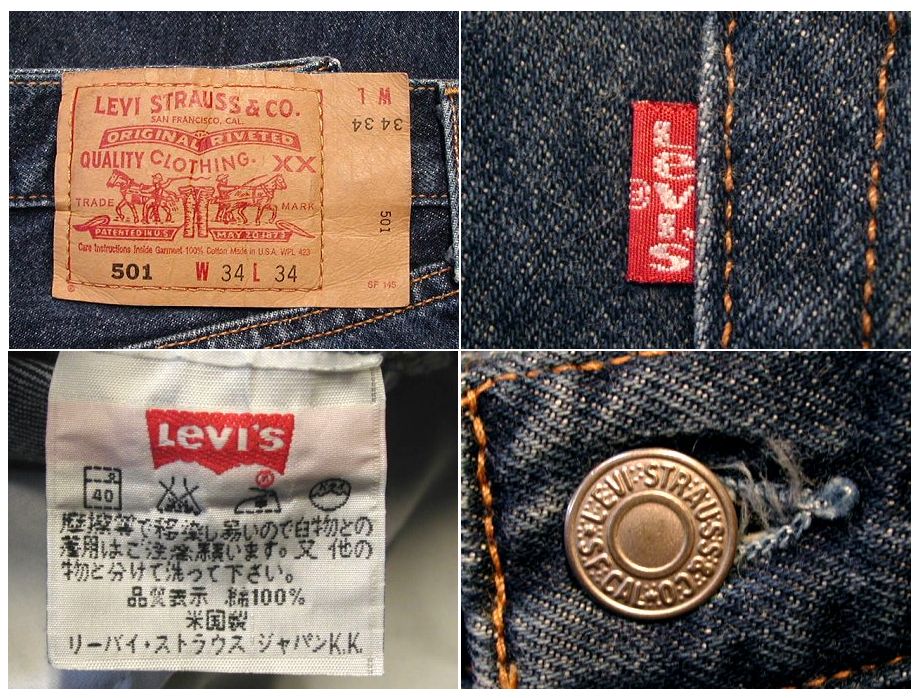 LEVI STRAUSS & CO.
SAN FRANCISCO, CAL.
ORIGINAL RIVETED
QUALITY CLOTHING. XX
TRADE MARK
PATENTED IN U.S. MAY 20 1873
Care Instructions Inside Garment 100% Cotton Made in U.S.A. WPL 423
501 W 34 L 34
®
SF 145
W L
34 34
501
Levi's
®
Levi's
®
40
摩擦等で移染し易いので白物との
着用はご注意願います。又 他の
物と分けて洗って下さい。
品質表示 綿100%
米国製
リーバイ・ストラウス ジャパンK.K.
LEVI STRAUSS & CO S.F. CAL